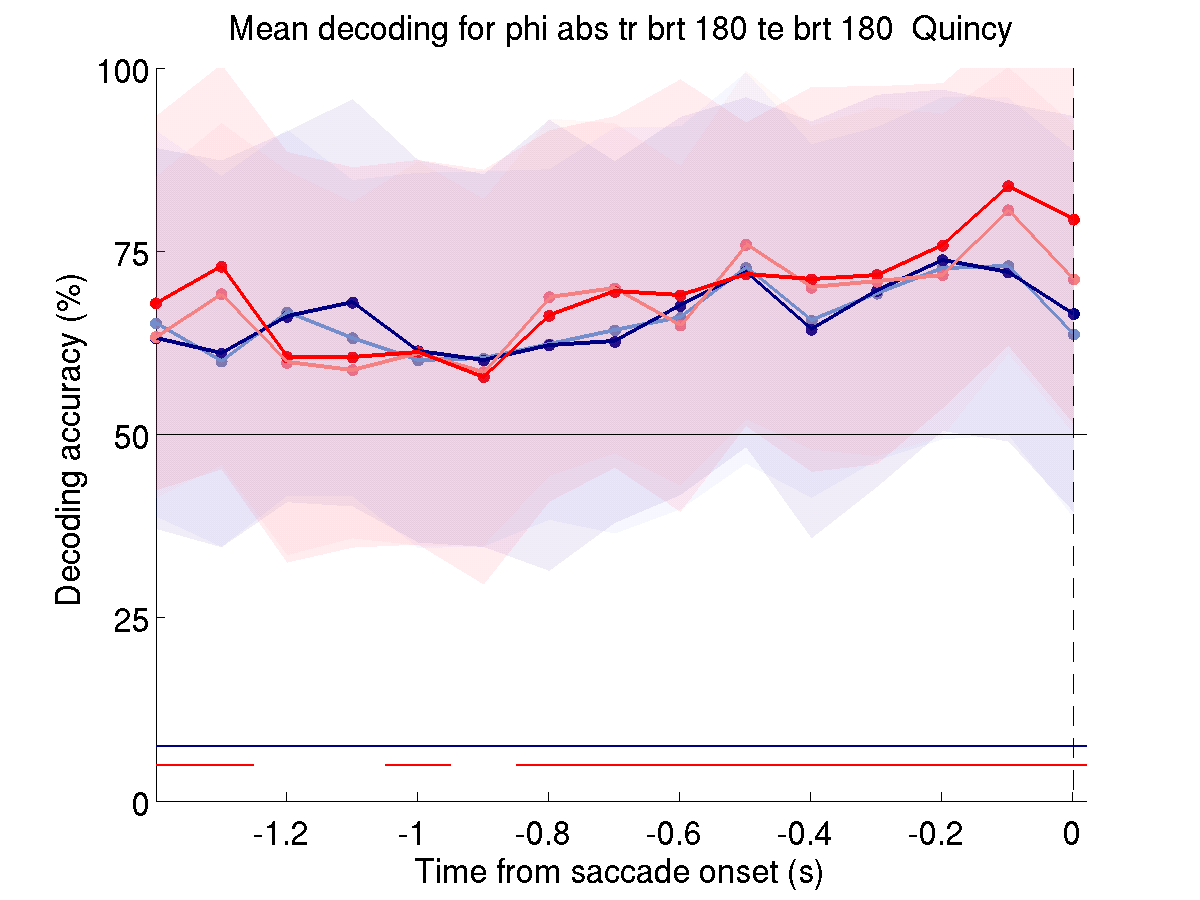 Mean decoding for phi abs tr brt 180 te brt 180  Quincy
100
75
50
25
0
Decoding accuracy (%)
-1.2 -1 -0.8 -0.6 -0.4 -0.2 0
Time from saccade onset (s)